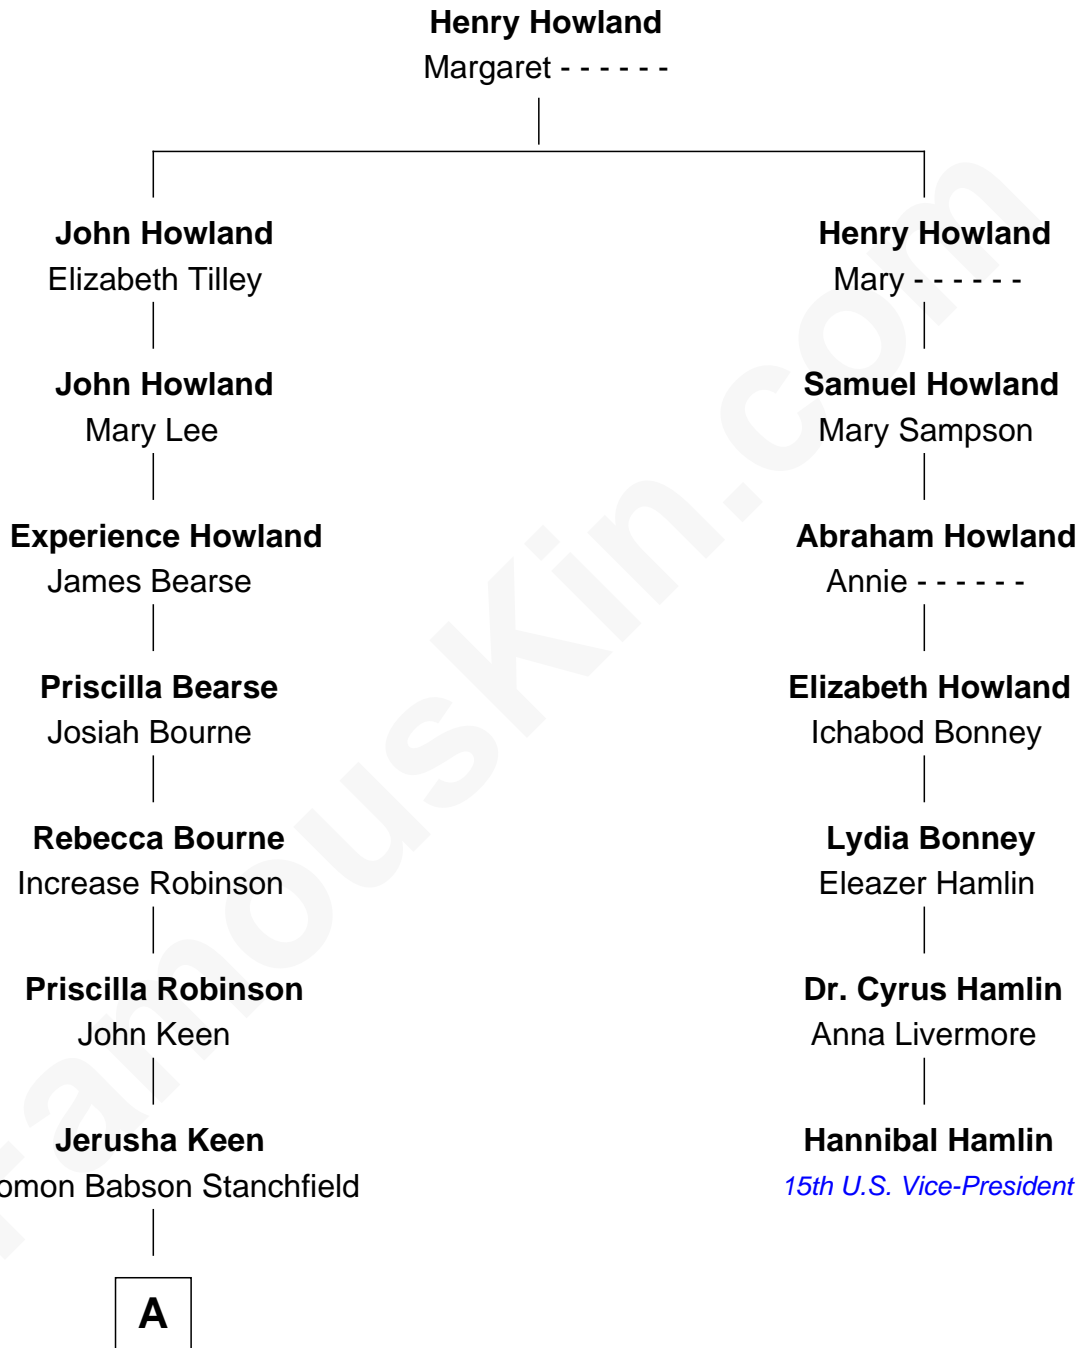 Henry Howland
Margaret - - - - - -
John Howland
Elizabeth Tilley
John Howland
Mary Lee
Experience Howland
James Bearse
Priscilla Bearse
Josiah Bourne
Rebecca Bourne
Increase Robinson
Priscilla Robinson
John Keen
Jerusha Keen
omon Babson Stanchfield
A
Henry Howland
Mary - - - - - -
Samuel Howland
Mary Sampson
Abraham Howland
Annie - - - - - -
Elizabeth Howland
Ichabod Bonney
Lydia Bonney
Eleazer Hamlin
Dr. Cyrus Hamlin
Anna Livermore
Hannibal Hamlin
15th U.S. Vice-President
FamousKin.com